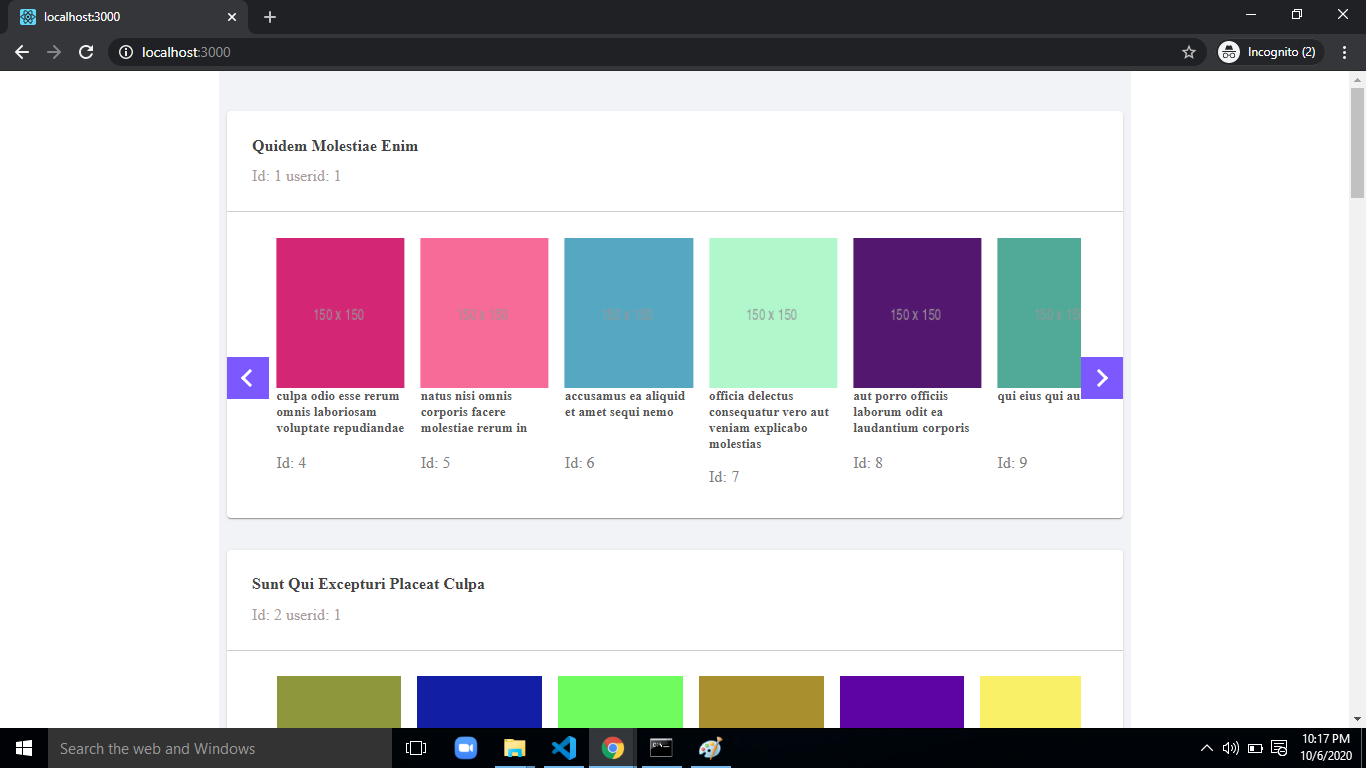 localhost:3000
localhost:3000
Incognito (2)
Quidem Molestiae Enim
Id: 1 userid: 1
150 x 150
150 x 150
150 x 150
150 x 150
150 x 150
culpa odio esse rerum
omnis laboriosam
voluptate repudiandae
Id: 4
natus nisi omnis
corporis facere
molestiae rerum in
Id: 5
accusamus ea aliquid
et amet sequi nemo
Id: 6
officia delectus
consequatur vero aut
veniam explicabo
molestias
Id: 7
aut porro officiis
laborum odit ea
laudantium corporis
Id: 8
qui eius qui au
Id: 9
Sunt Qui Excepturi Placeat Culpa
Id: 2 userid: 1
Search the web and Windows
10:17 PM
10/6/2020